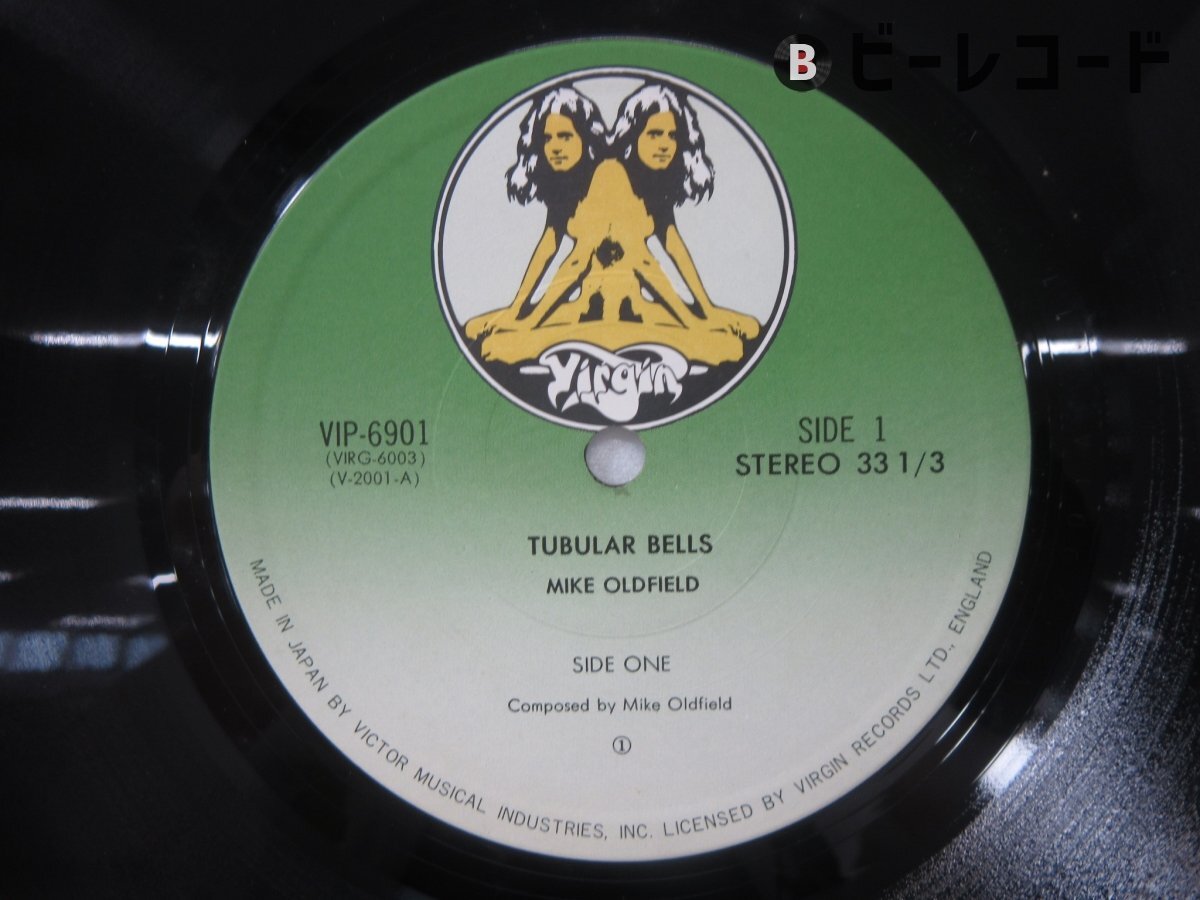 B ビーレコード
Virgin
VIP-6901
(VIRG-6003)
(V-2001-A)
SIDE 1
STEREO 33 1/3
TUBULAR BELLS
MIKE OLDFIELD
SIDE ONE
Composed by Mike Oldfield
①
MADE IN JAPAN BY VICTOR MUSICAL INDUSTRIES, INC. LICENSED BY VIRGIN RECORDS LTD., ENGLAND